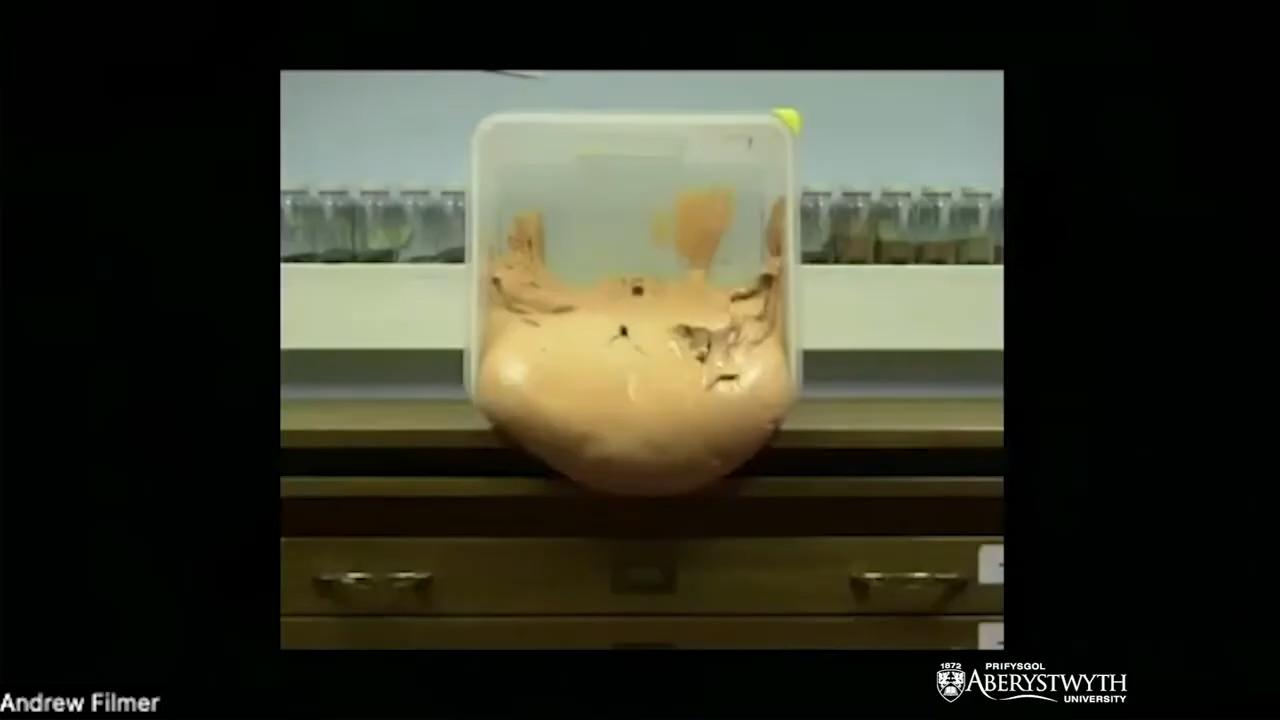 Andrew Filmer
1872
PRIFYSGOL
ABERYSTWYTH
UNIVERSITY